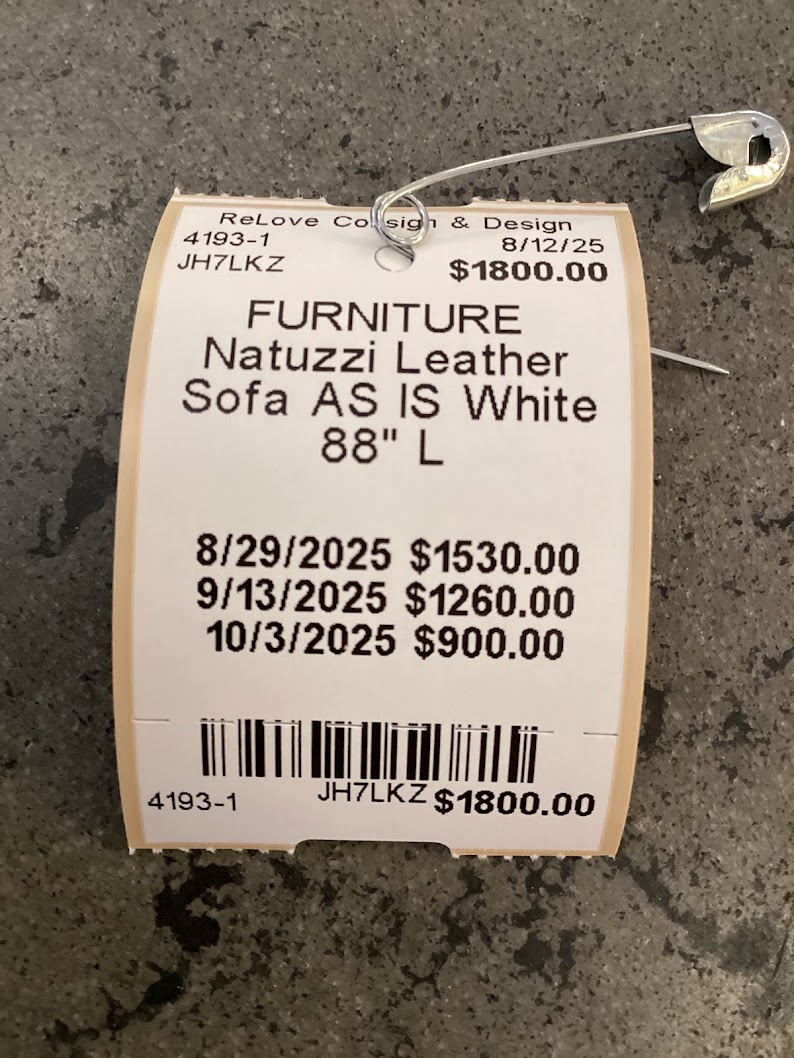 ReLove Consign & Design
4193-1 8/12/25
JH7LKZ $1800.00
FURNITURE
Natuzzi Leather
Sofa AS IS White
88" L
8/29/2025 $1530.00
9/13/2025 $1260.00
10/3/2025 $900.00
4193-1 JH7LKZ $1800.00